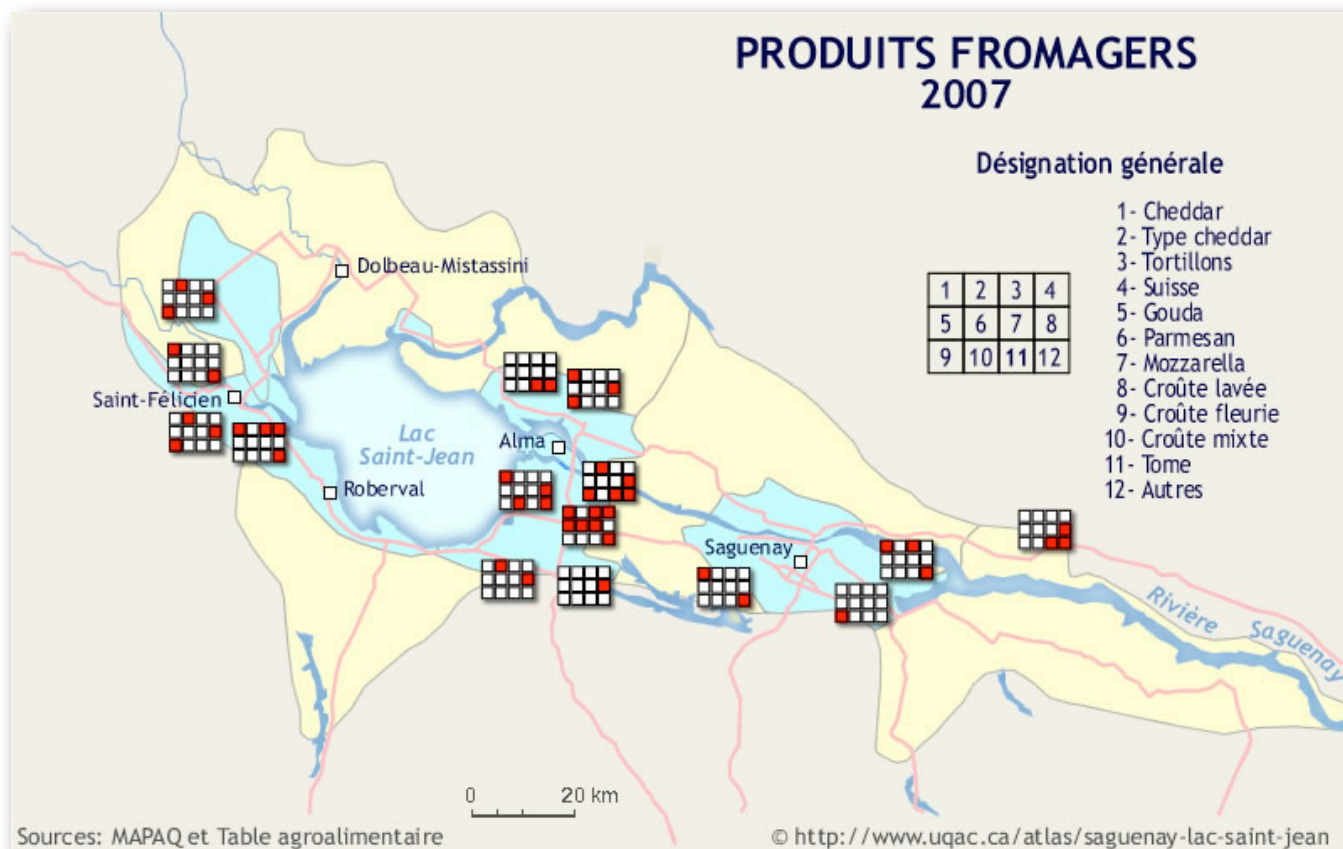 PRODUITS FROMAGERS
2007
Désignation générale
1- Cheddar
2- Type cheddar
3- Tortillons
4- Suisse
5- Gouda
6- Parmesan
7- Mozzarella
8- Croûte lavée
9- Croûte fleurie
10- Croûte mixte
11- Tome
12- Autres
1 2 3 4
5 6 7 8
9 10 11 12
Dolbeau-Mistassini
Saint-Félicien
Lac
Saint-Jean
Alma
Roberval
Saguenay
Rivière Saguenay
0 20 km
Sources: MAPAQ et Table agroalimentaire
© http://www.uqac.ca/atlas/saguenay-lac-saint-jean